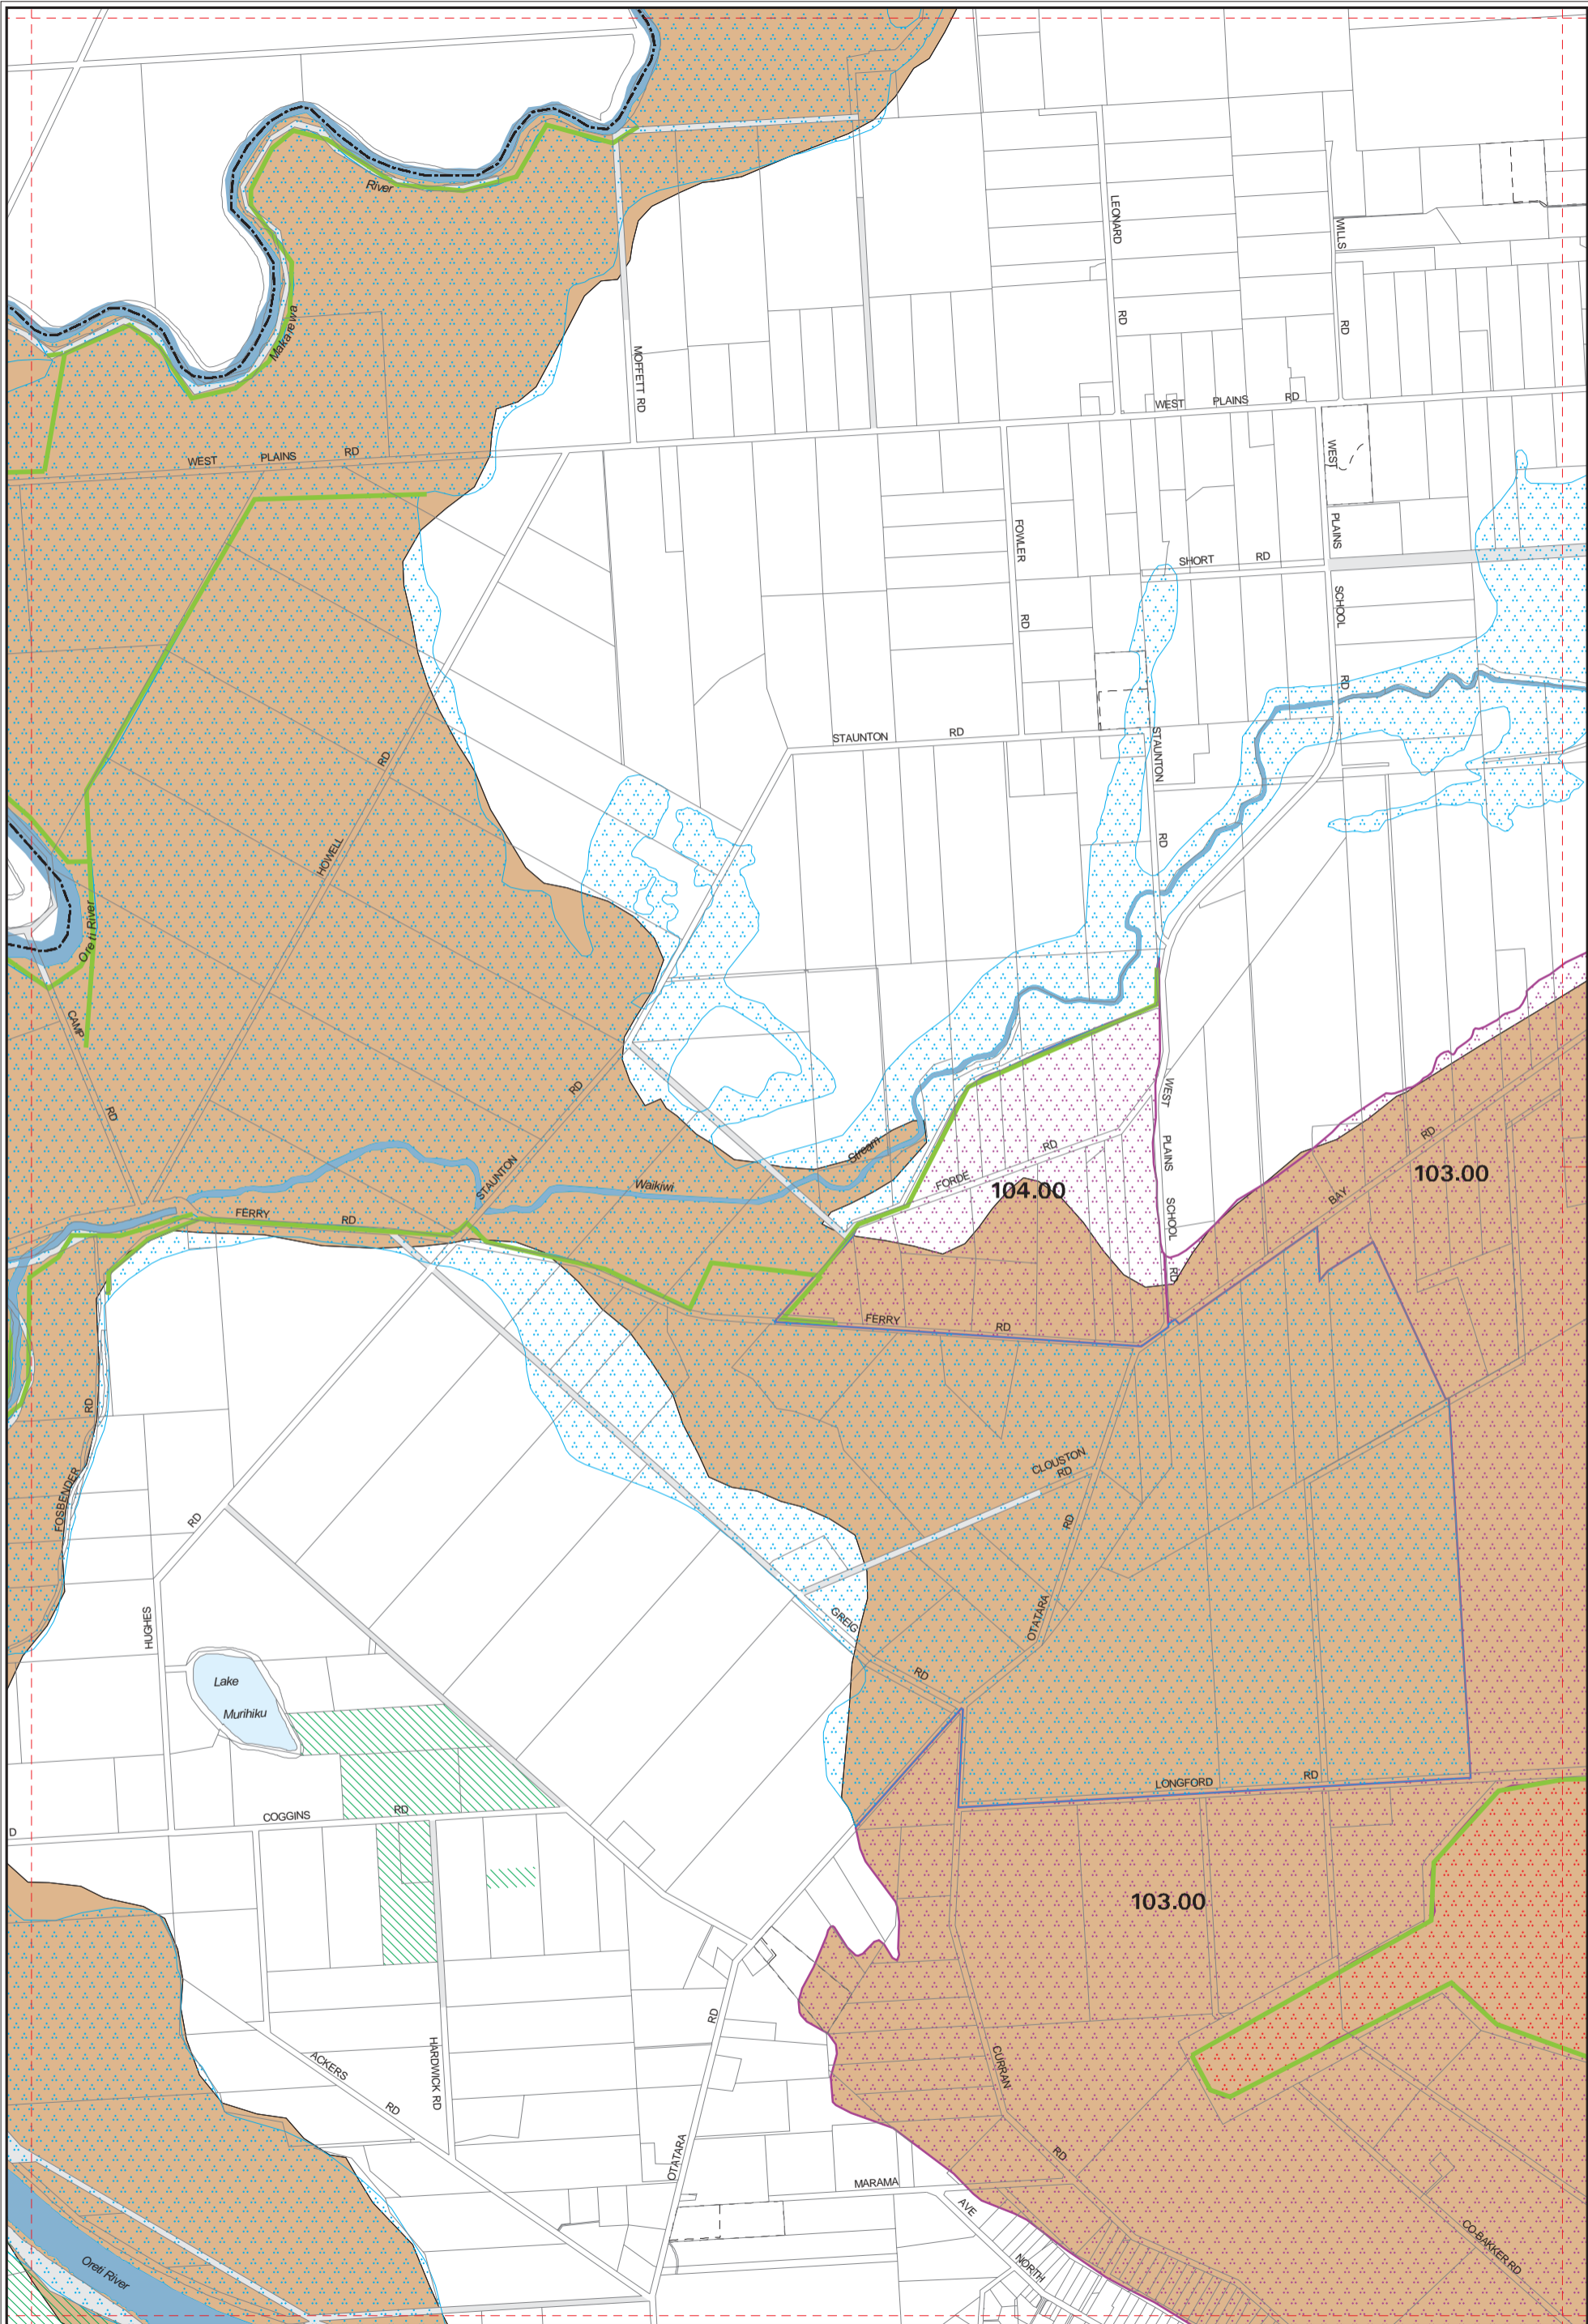 River
Makarewa
LEONARD
RD
WILLS
RD
MOFFETT RD
WEST PLAINS RD
WEST PLAINS RD
WEST
PLAINS
SCHOOL
RD
FOWLER
RD
SHORT RD
STAUNTON RD
STAUNTON
RD
RD
HOWELL
Oreti River
CAMP
RD
RD
STAUNTON
Stream
Waikiwi
FORDE RD
WEST
PLAINS
SCHOOL
RD
104.00
103.00
RD
BAY
FERRY RD
FERRY RD
CLOUSTON
RD
RD
OTATARA
RD
FOSBENDER
RD
HUGHES
GREIG
RD
Lake
Murihiku
LONGFORD RD
COGGINS RD
D
103.00
RD
OTATARA
HARDWICK RD
ACKERS
RD
CURRAN
RD
MARAMA
AVE
NORTH
CO-BAKKER RD
Oreti River